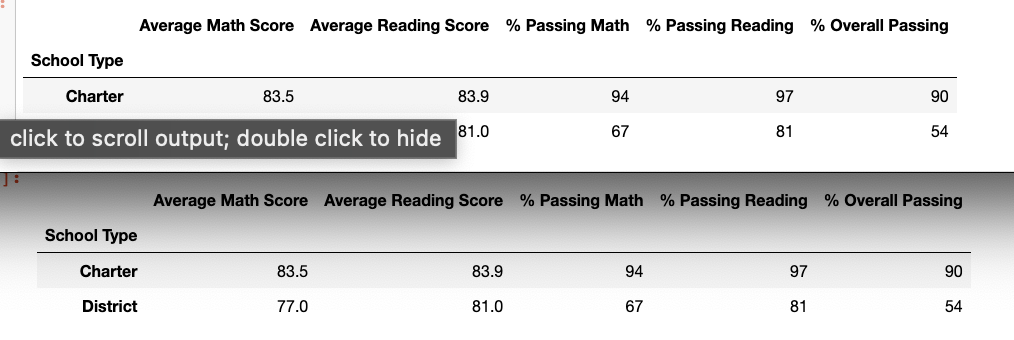 Average Math Score Average Reading Score % Passing Math % Passing Reading % Overall Passing
School Type
Charter 83.5 83.9 94 97 90
click to scroll output; double click to hide 81.0 67 81 54
]:
Average Math Score Average Reading Score % Passing Math % Passing Reading % Overall Passing
School Type
Charter 83.5 83.9 94 97 90
District 77.0 81.0 67 81 54